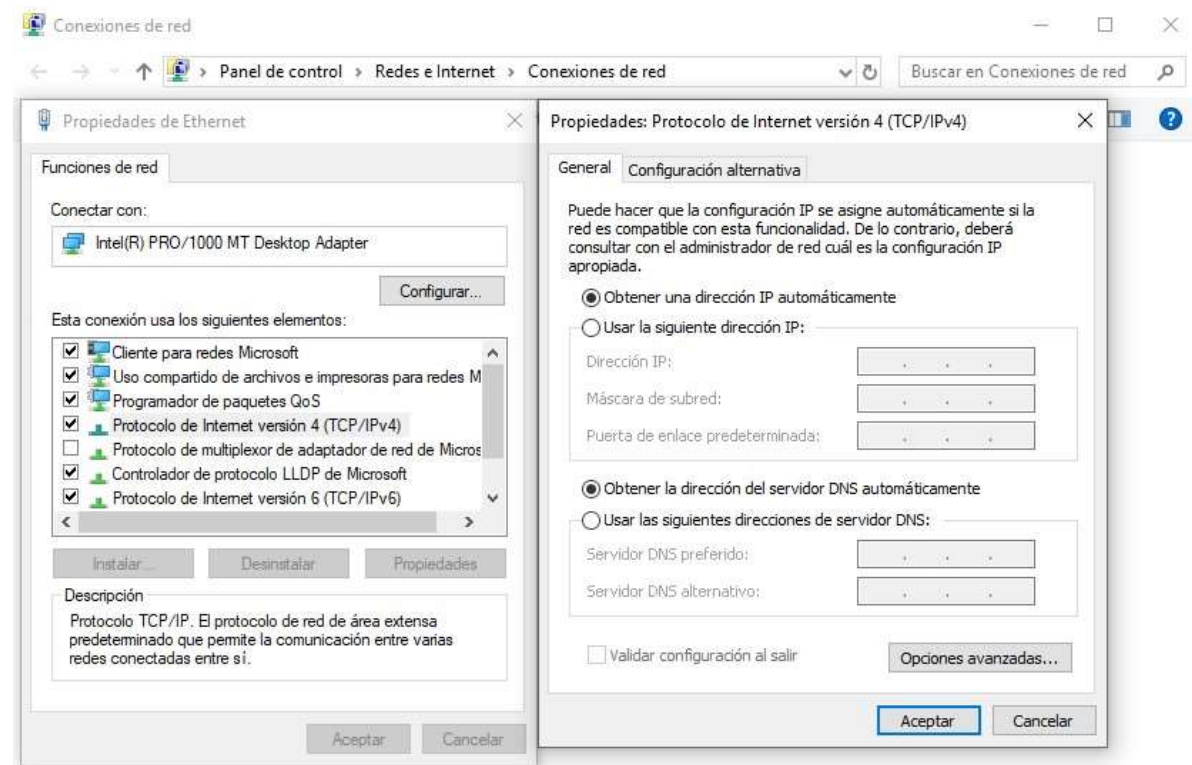 Conexiones de red
Panel de control > Redes e Internet > Conexiones de red
Buscar en Conexiones de red
Propiedades de Ethernet
Funciones de red
Conectar con:
Intel(R) PRO/1000 MT Desktop Adapter
Configurar...
Esta conexión usa los siguientes elementos:
Cliente para redes Microsoft
Uso compartido de archivos e impresoras para redes M
Programador de paquetes QoS
Protocolo de Internet versión 4 (TCP/IPv4)
Protocolo de multiplexor de adaptador de red de Micros
Controlador de protocolo LLDP de Microsoft
Protocolo de Internet versión 6 (TCP/IPv6)
Instalar...
Desinstalar
Propiedades
Descripción
Protocolo TCP/IP. El protocolo de red de área extensa
predeterminado que permite la comunicación entre varias
redes conectadas entre sí.
Aceptar
Cancelar
Propiedades: Protocolo de Internet versión 4 (TCP/IPv4)
General
Configuración alternativa
Puede hacer que la configuración IP se asigne automáticamente si la
red es compatible con esta funcionalidad. De lo contrario, deberá
consultar con el administrador de red cuál es la configuración IP
apropiada.
Obtener una dirección IP automáticamente
Usar la siguiente dirección IP:
Dirección IP:
Máscara de subred:
Puerta de enlace predeterminada:
Obtener la dirección del servidor DNS automáticamente
Usar las siguientes direcciones de servidor DNS:
Servidor DNS preferido:
Servidor DNS alternativo:
Validar configuración al salir
Opciones avanzadas...
Aceptar
Cancelar